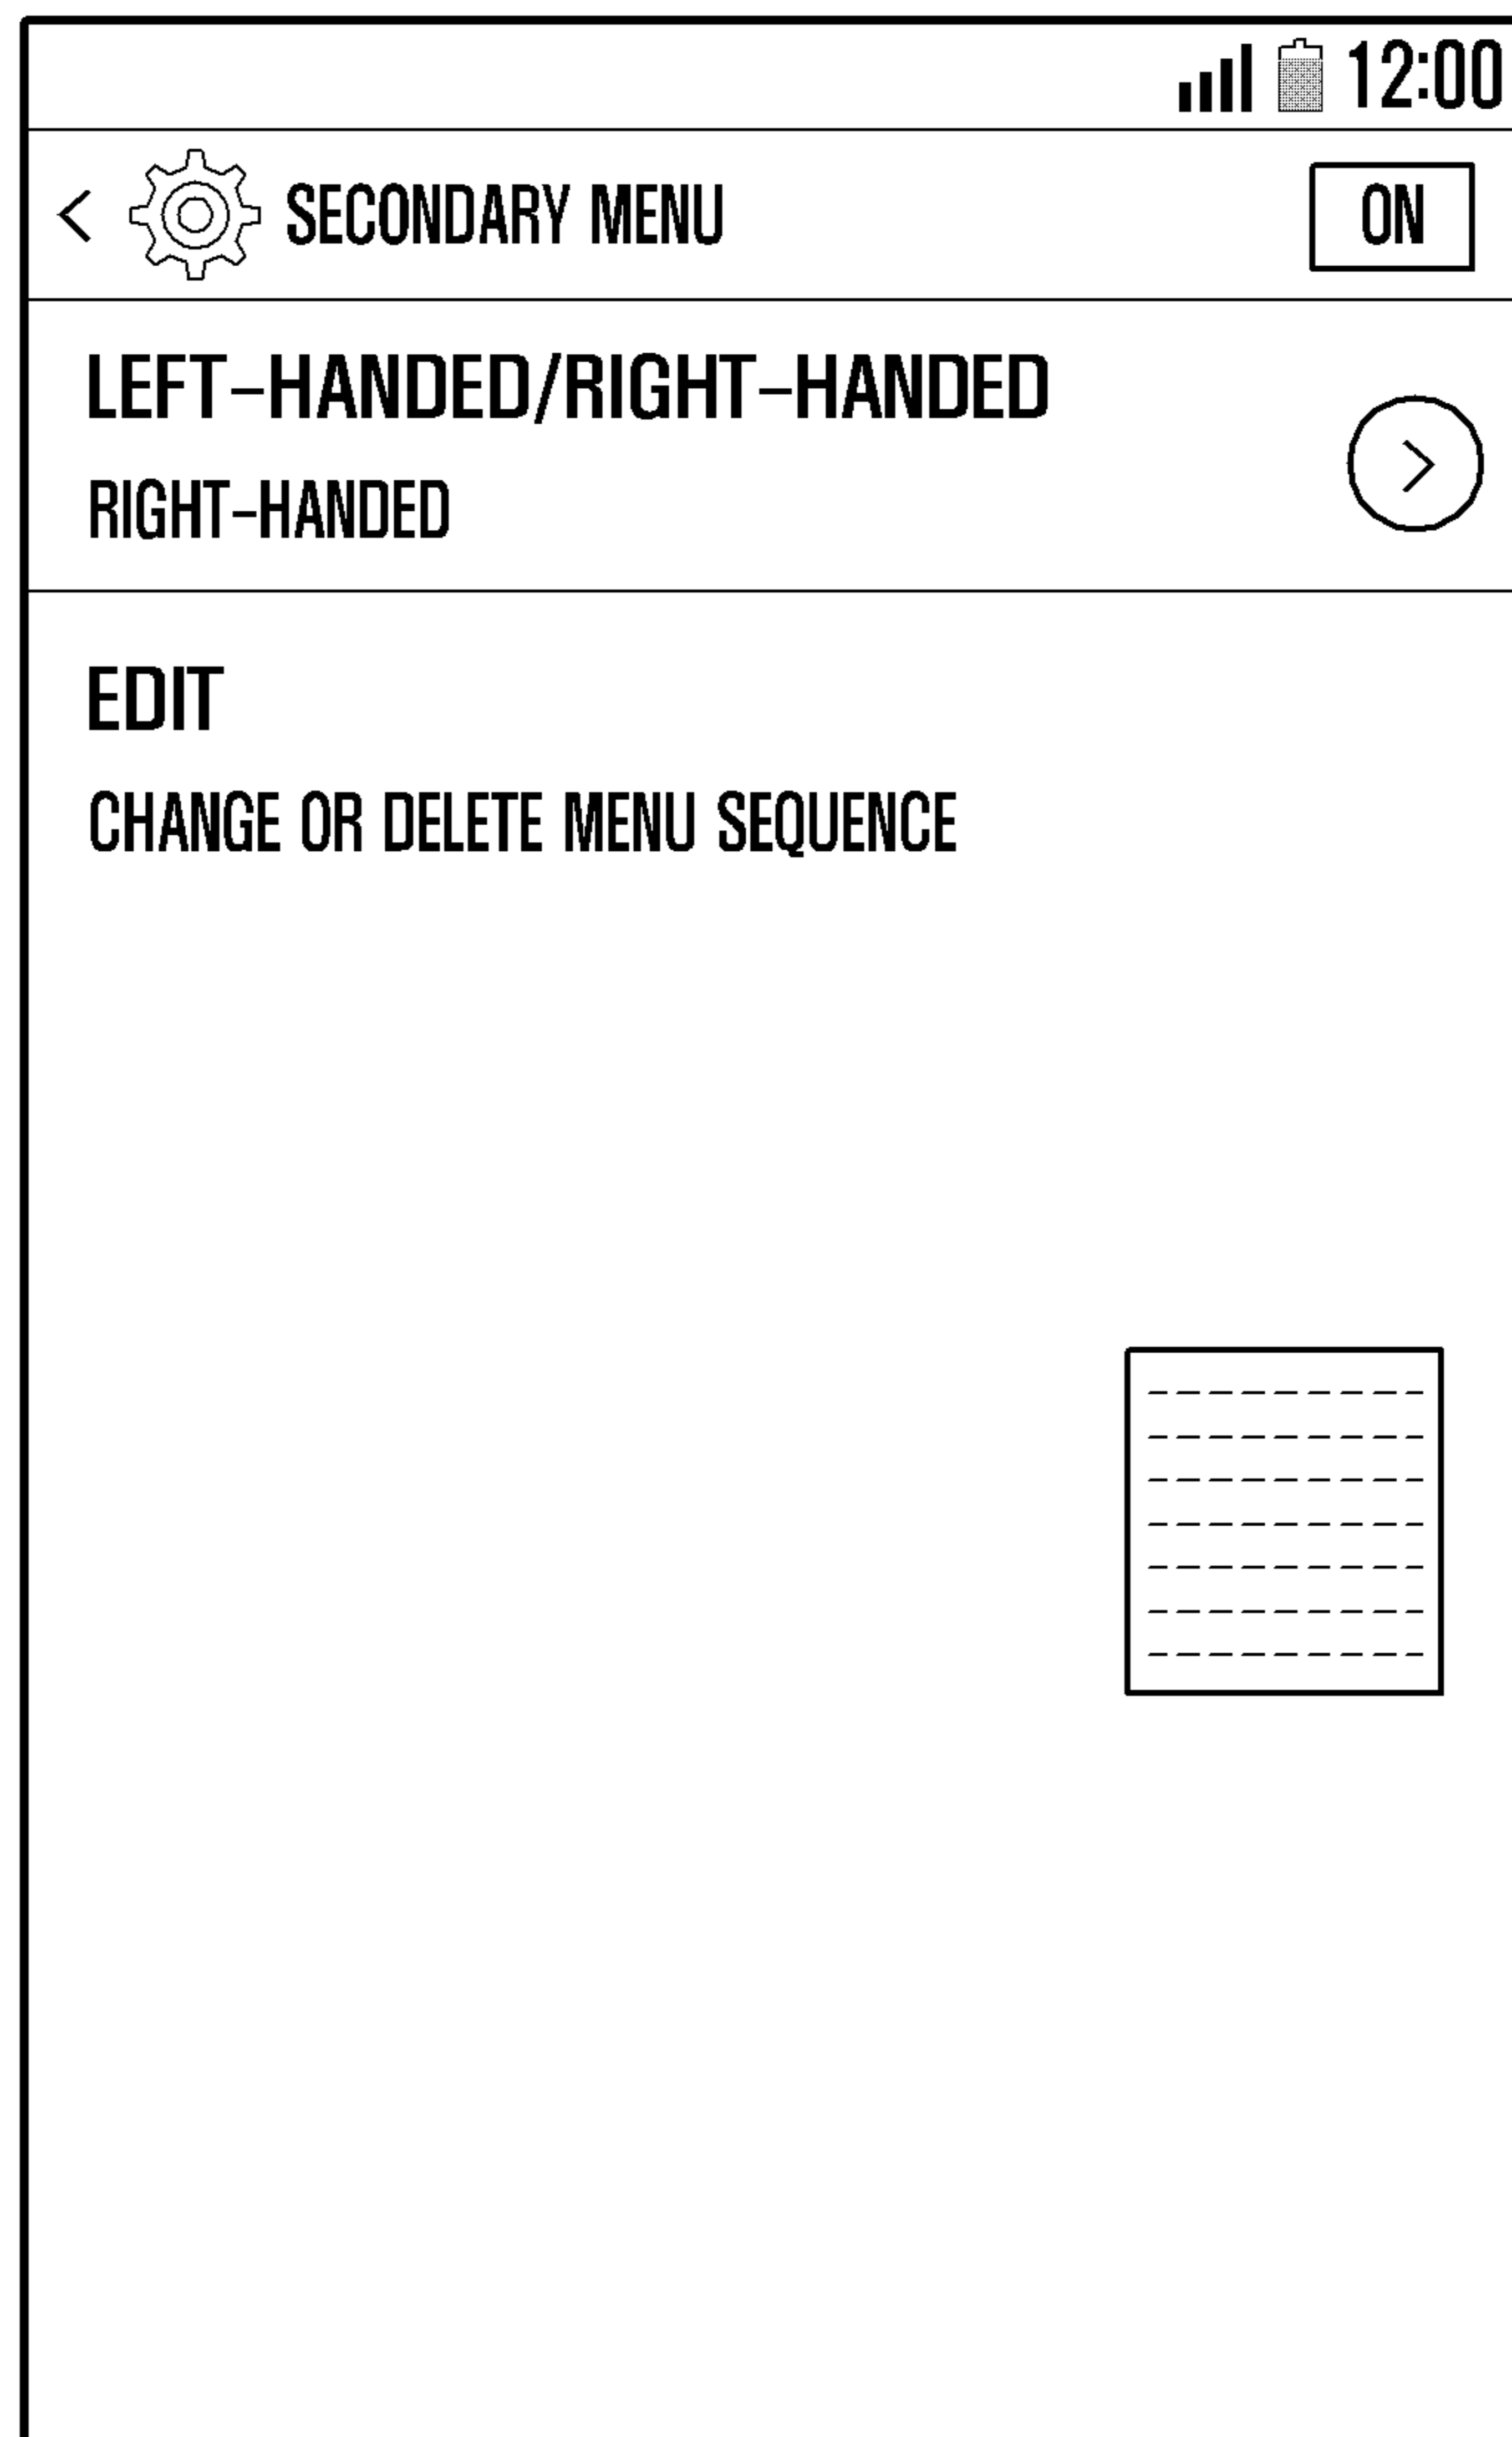 12:00
< SECONDARY MENU ON
LEFT-HANDED/RIGHT-HANDED
RIGHT-HANDED
>
EDIT
CHANGE OR DELETE MENU SEQUENCE